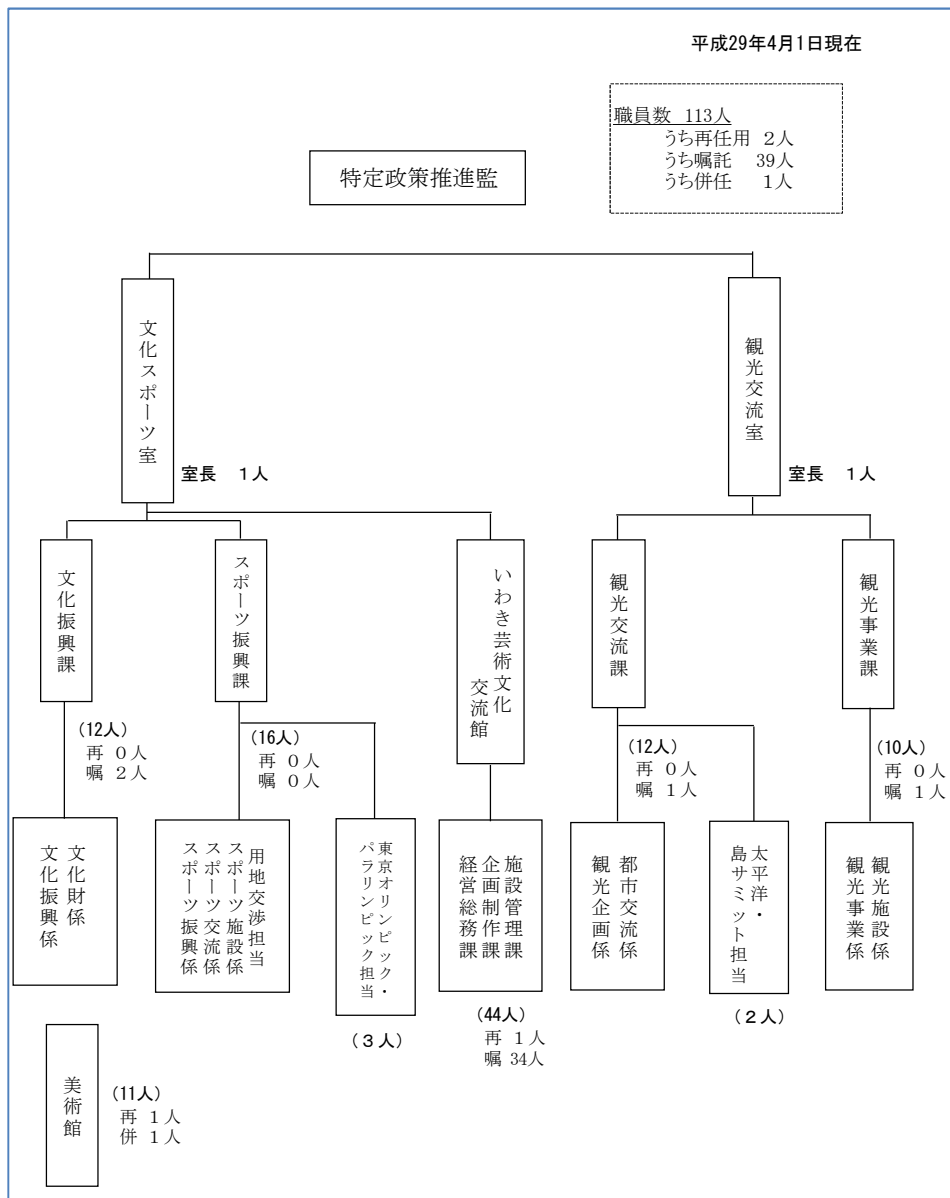 平成29年4月1日現在
職員数 113人
うち再任用 2人
うち嘱託 39人
うち併任 1人
特定政策推進監
文化スポーツ室
室長 1人
観光交流室
室長 1人
文化振興課
(12人)
再 0人
嘱 2人
スポーツ振興課
(16人)
再 0人
嘱 0人
いわき芸術文化
交流館
観光交流課
(12人)
再 0人
嘱 1人
観光事業課
(10人)
再 0人
嘱 1人
文化財係
文化振興係
用地交渉担当
スポーツ施設係
スポーツ交流係
スポーツ振興係
東京オリンピック・
パラリンピック担当
(3人)
施設管理課
企画制作課
経営総務課
(44人)
再 1人
嘱 34人
都市交流係
観光企画係
太平洋・
島サミット担当
(2人)
観光施設係
観光事業係
美術館
(11人)
再 1人
併 1人